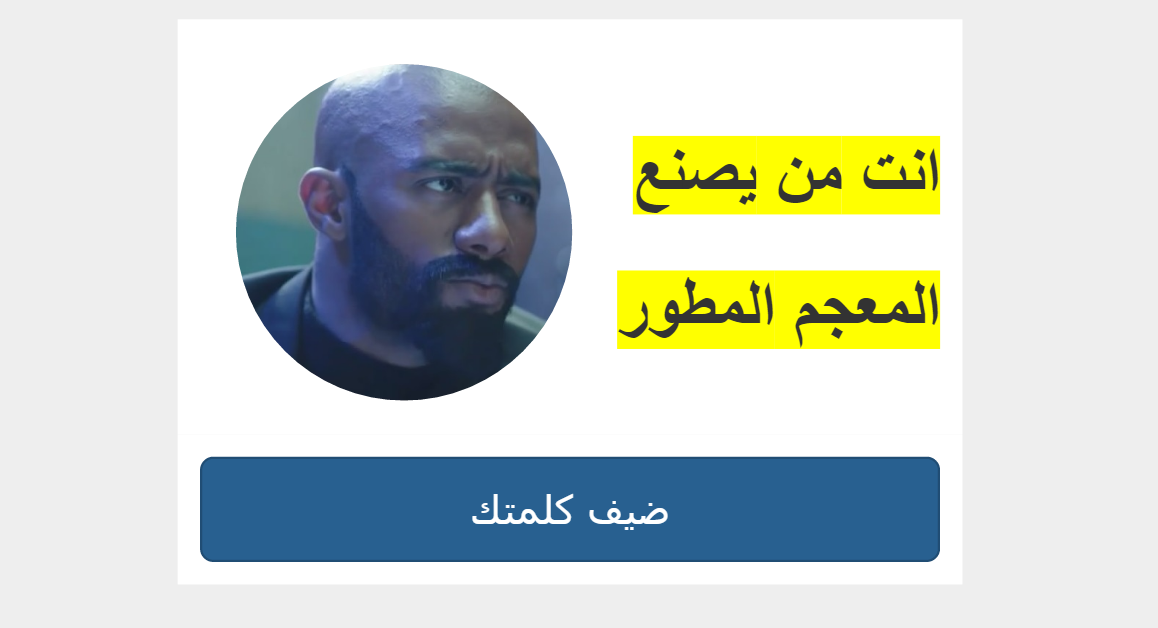 انت من يصنع
المعجم المطور
ضيف كلمتك